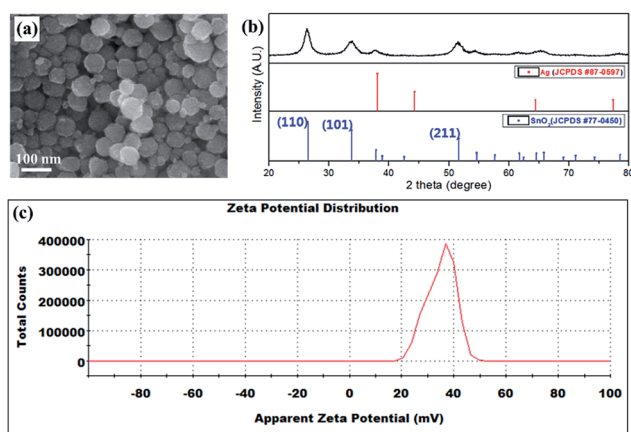 (a)
100 nm
(b)
Intensity (A.U.)
Ag (JCPDS #87-0597)
SnO₂(JCPDS #77-0450)
(110)
(101)
(211)
20 30 40 50 60 70 80
2 theta (degree)
(c)
Zeta Potential Distribution
Total Counts
400000
300000
200000
100000
0
-80 -60 -40 -20 0 20 40 60 80 100
Apparent Zeta Potential (mV)